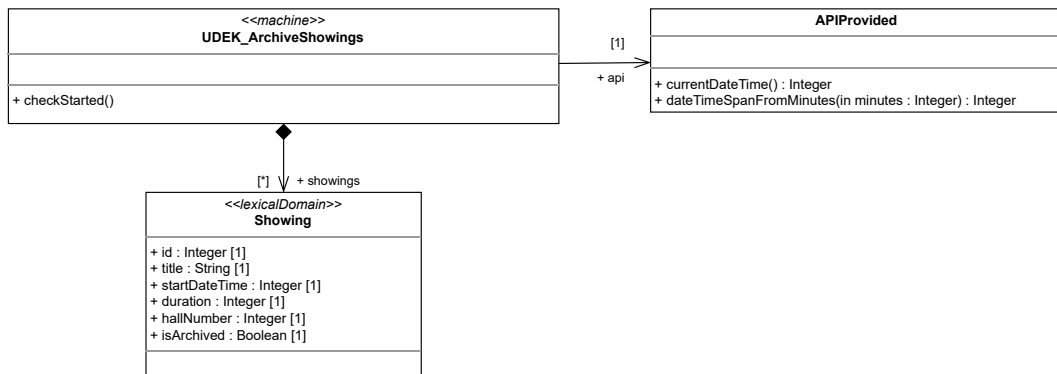 <<machine>>
UDEK_ArchiveShowings
+ checkStarted()
[1]
+ api
APIProvided
+ currentDateTime() : Integer
+ dateTimeSpanFromMinutes(in minutes : Integer) : Integer
[*]
+ showings
<<lexicalDomain>>
Showing
+ id : Integer [1]
+ title : String [1]
+ startDateTime : Integer [1]
+ duration : Integer [1]
+ hallNumber : Integer [1]
+ isArchived : Boolean [1]